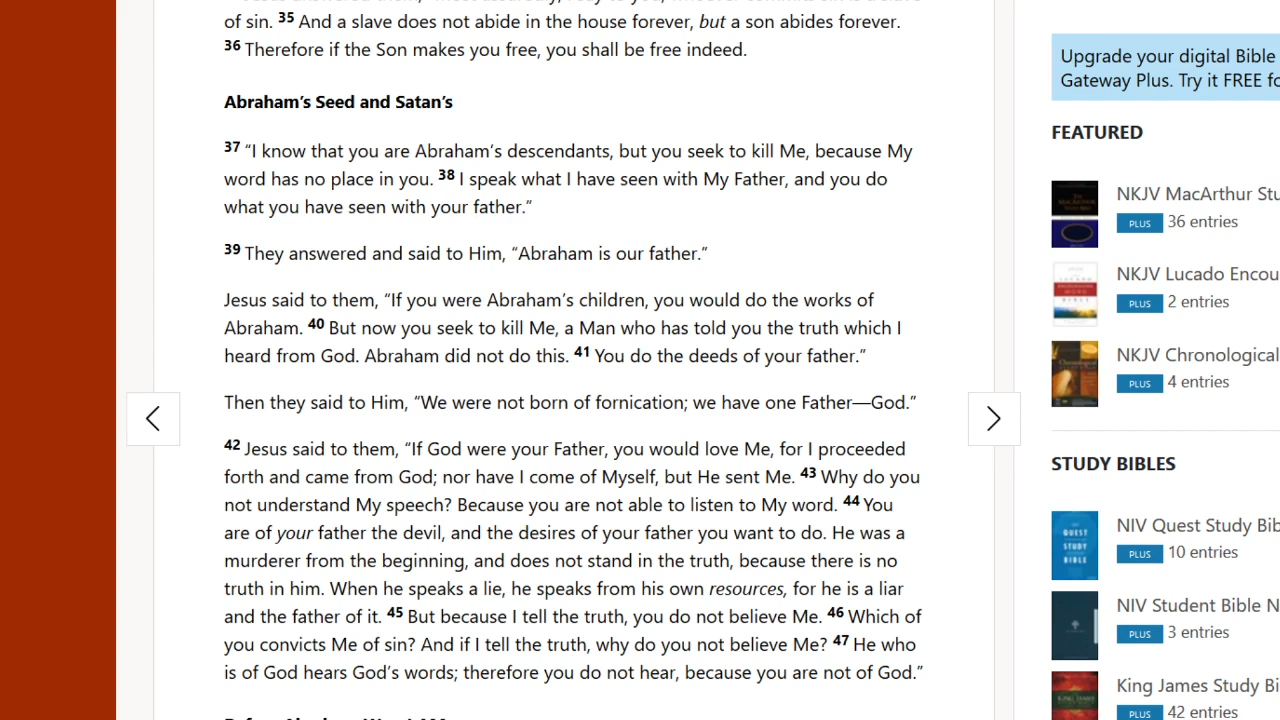 of sin. 35 And a slave does not abide in the house forever, but a son abides forever.
36 Therefore if the Son makes you free, you shall be free indeed.
Abraham’s Seed and Satan’s
37 “I know that you are Abraham’s descendants, but you seek to kill Me, because My
word has no place in you. 38 I speak what I have seen with My Father, and you do
what you have seen with your father.”
39 They answered and said to Him, “Abraham is our father.”
Jesus said to them, “If you were Abraham’s children, you would do the works of
Abraham. 40 But now you seek to kill Me, a Man who has told you the truth which I
heard from God. Abraham did not do this. 41 You do the deeds of your father.”
Then they said to Him, “We were not born of fornication; we have one Father—God.”
42 Jesus said to them, “If God were your Father, you would love Me, for I proceeded
forth and came from God; nor have I come of Myself, but He sent Me. 43 Why do you
not understand My speech? Because you are not able to listen to My word. 44 You
are of your father the devil, and the desires of your father you want to do. He was a
murderer from the beginning, and does not stand in the truth, because there is no
truth in him. When he speaks a lie, he speaks from his own resources, for he is a liar
and the father of it. 45 But because I tell the truth, you do not believe Me. 46 Which of
you convicts Me of sin? And if I tell the truth, why do you not believe Me? 47 He who
is of God hears God’s words; therefore you do not hear, because you are not of God.”
Upgrade your digital Bible
Gateway Plus. Try it FREE fo
FEATURED
NKJV MacArthur Stu
PLUS 36 entries
NKJV Lucado Encou
PLUS 2 entries
NKJV Chronological
PLUS 4 entries
STUDY BIBLES
NIV Quest Study Bib
PLUS 10 entries
QUEST
STUDY
BIBLE
NIV Student Bible N
PLUS 3 entries
King James Study Bi
PLUS 42 entries